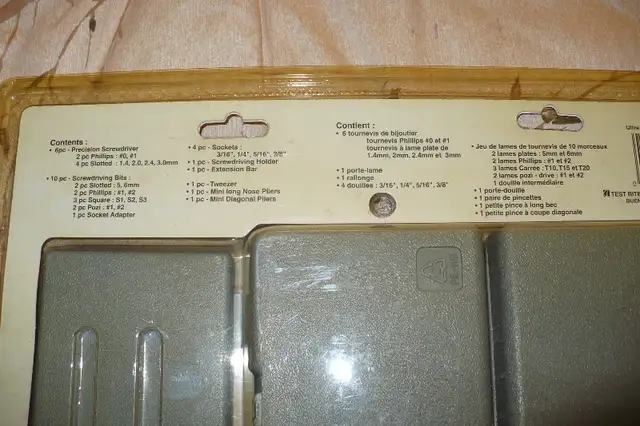 Contents :
• 6pc - Precision Screwdriver
2 pc Phillips : #0, #1
4 pc Slotted : 1.4, 2.0, 2.4, 3.0mm
• 10 pc - Screwdriving Bits :
2 pc Slotted : 5, 6mm
2 pc Phillips : #1, #2
3 pc Square : S1, S2, S3
2 pc Pozi : #1, #2
1 pc Socket Adapter
• 4 pc - Sockets :
3/16", 1/4", 5/16", 3/8"
• 1 pc - Screwdriving Holder
• 1 pc - Extension Bar
• 1 pc - Tweezer
• 1 pc - Mini long Nose Pliers
• 1 pc - Mini Diagonal Pliers
Contient :
• 6 tournevis de bijoutier
tournevis Phillips #0 et #1
tournevis à lame plate de
1.4mm, 2mm, 2.4mm et 3mm
• 1 porte-lame
• 1 rallonge
• 4 douilles : 3/16", 1/4", 5/16", 3/8"
• Jeu de lames de tournevis de 10 morceaux
2 lames plates : 5mm et 6mm
2 lames Phillips : #1 et #2
3 lames Carrée : T10, T15 et T20
2 lames pozi - drive : #1 et #2
1 douille intermédiaire
• 1 porte-douille
• 1 paire de pincettes
• 1 petite pince à long bec
• 1 petite pince à coupe diagonale
TEST RITE